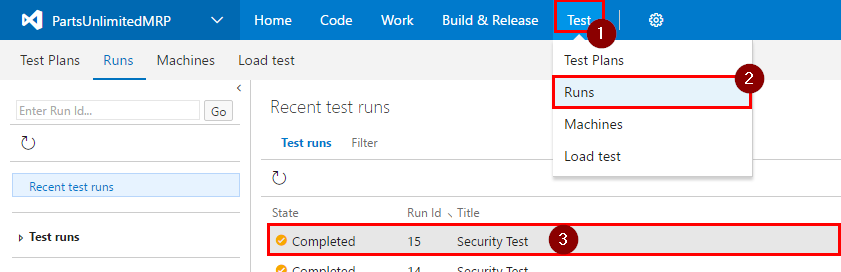 PartsUnlimitedMRP Home Code Work Build & Release Test
1
Test Plans Runs Machines Load test
Test Plans
2
Runs
Machines
Load test
Enter Run Id... Go
Recent test runs
Test runs Filter
Recent test runs
State Run Id Title
Test runs
Completed 15 Security Test 3
Completed 14 Security Test